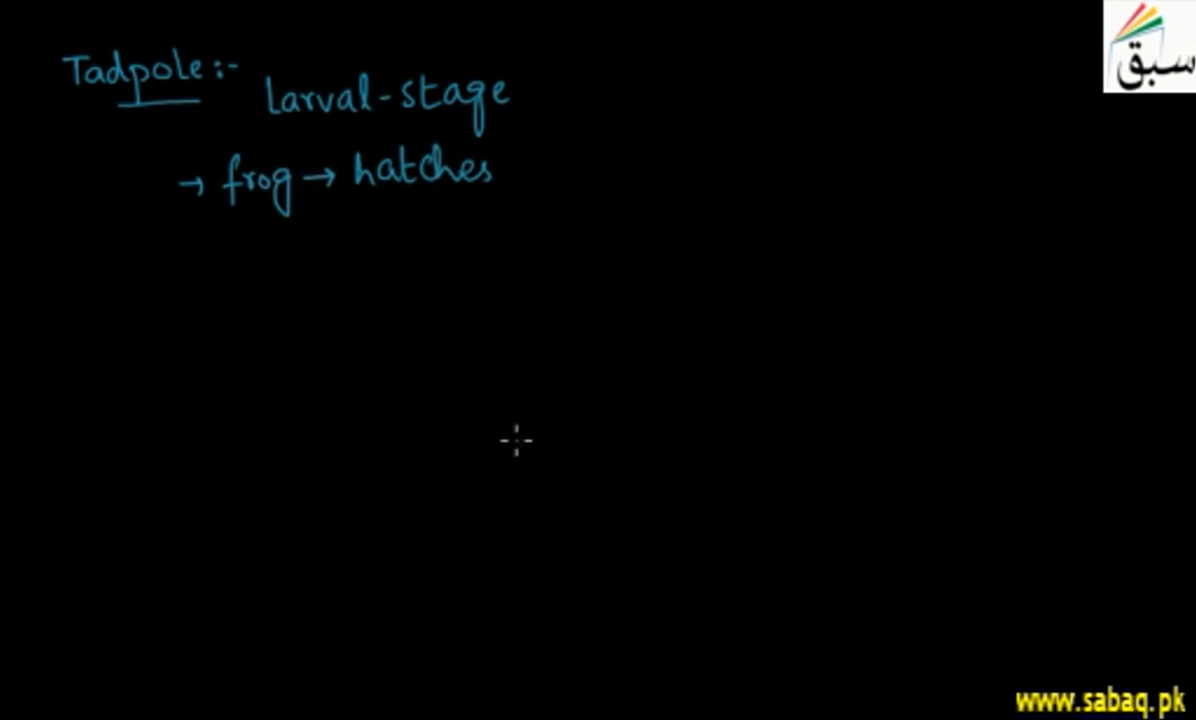 Tadpole:-
Larval-stage
→ frog → hatches
سبق
www.sabaq.pk